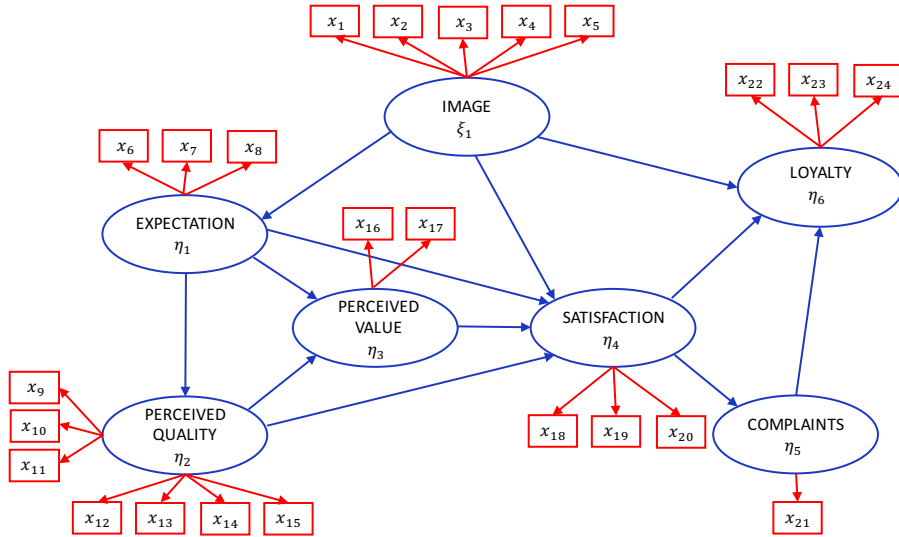 x₁ x₂ x₃ x₄ x₅
x₂₂ x₂₃ x₂₄
IMAGE
ξ₁
x₆ x₇ x₈
LOYALTY
η₆
EXPECTATION
η₁
x₁₆ x₁₇
PERCEIVED
VALUE
η₃
SATISFACTION
η₄
x₉
x₁₀
x₁₁
PERCEIVED
QUALITY
η₂
x₁₈ x₁₉ x₂₀
COMPLAINTS
η₅
x₁₂ x₁₃ x₁₄ x₁₅
x₂₁